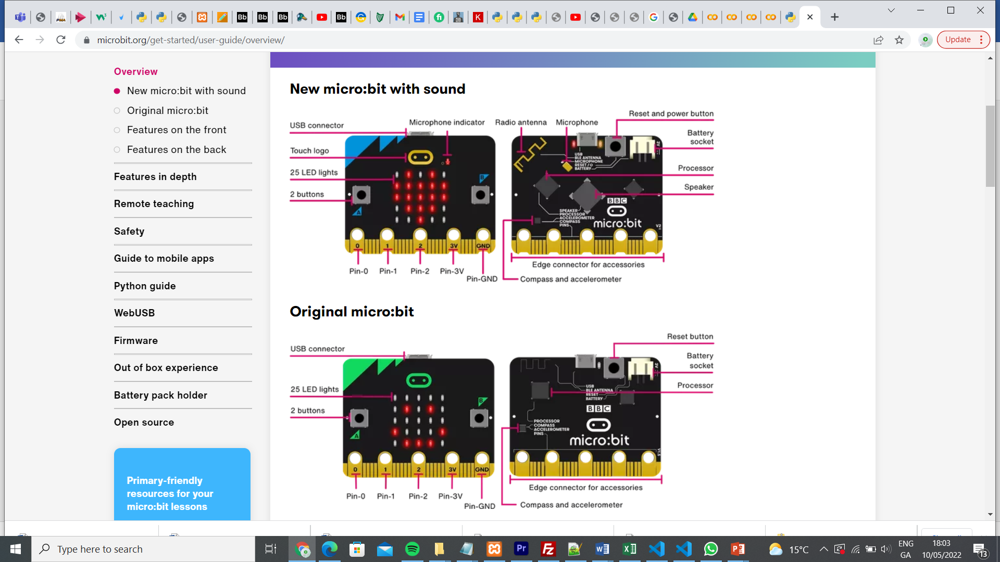 microbit.org/get-started/user-guide/overview/
Update
Overview
New micro:bit with sound
Original micro:bit
Features on the front
Features on the back
Features in depth
Remote teaching
Safety
Guide to mobile apps
Python guide
WebUSB
Firmware
Out of box experience
Battery pack holder
Open source
Primary-friendly
resources for your
micro:bit lessons
New micro:bit with sound
USB connector
Microphone indicator
Radio antenna
Microphone
Reset and power button
Battery
socket
Touch logo
25 LED lights
2 buttons
Processor
Speaker
A
B
0 1 2 3V GND
Pin-0
Pin-1
Pin-2
Pin-3V
Pin-GND
USB
BLE ANTENNA
MICROPHONE
RESET /
BATTERY
3V
SPEAKER
PROCESSOR
ACCELEROMETER
COMPASS
PINS
BBC
micro:bit
V2
Edge connector for accessories
Compass and accelerometer
Original micro:bit
USB connector
Reset button
Battery
socket
25 LED lights
2 buttons
Processor
A
B
0 1 2 3V GND
Pin-0
Pin-1
Pin-2
Pin-3V
Pin-GND
3V
USB
BLE ANTENNA
RESET
BATTERY
BBC
PROCESSOR
COMPASS
ACCELEROMETER
PINS
micro:bit
V1.5
Edge connector for accessories
Compass and accelerometer
Type here to search
15°C
ENG
GA
18:03
10/05/2022
13